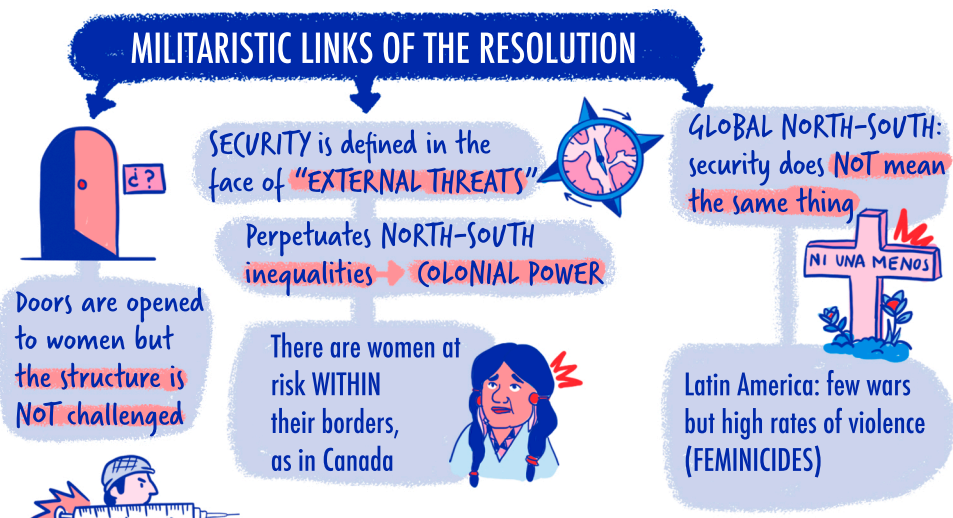 MILITARISTIC LINKS OF THE RESOLUTION
¿?
Doors are opened
to women but
the structure is
NOT challenged
SECURITY is defined in the
face of "EXTERNAL THREATS"
Perpetuates NORTH-SOUTH
inequalities → COLONIAL POWER
There are women at
risk WITHIN
their borders,
as in Canada
GLOBAL NORTH-SOUTH:
security does NOT mean
the same thing
NI UNA MENOS
Latin America: few wars
but high rates of violence
(FEMINICIDES)